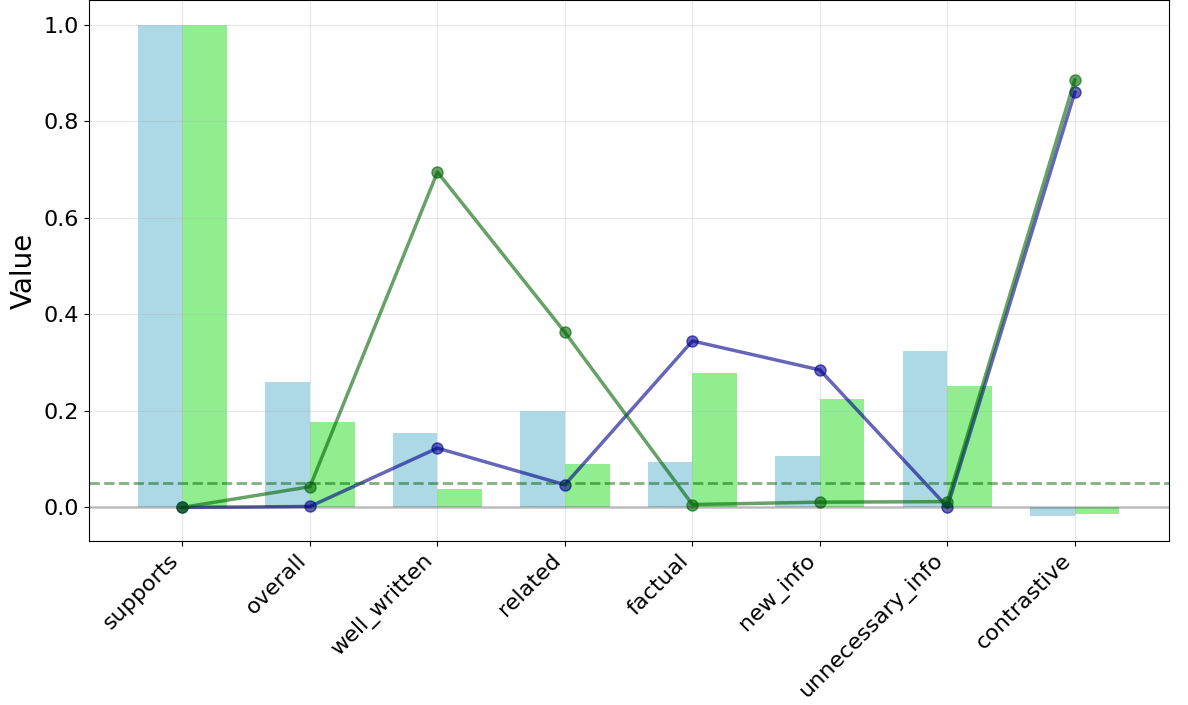 1.0
0.8
0.6
0.4
0.2
0.0
Value
supports
overall
well_written
related
factual
new_info
unnecessary_info
contrastive